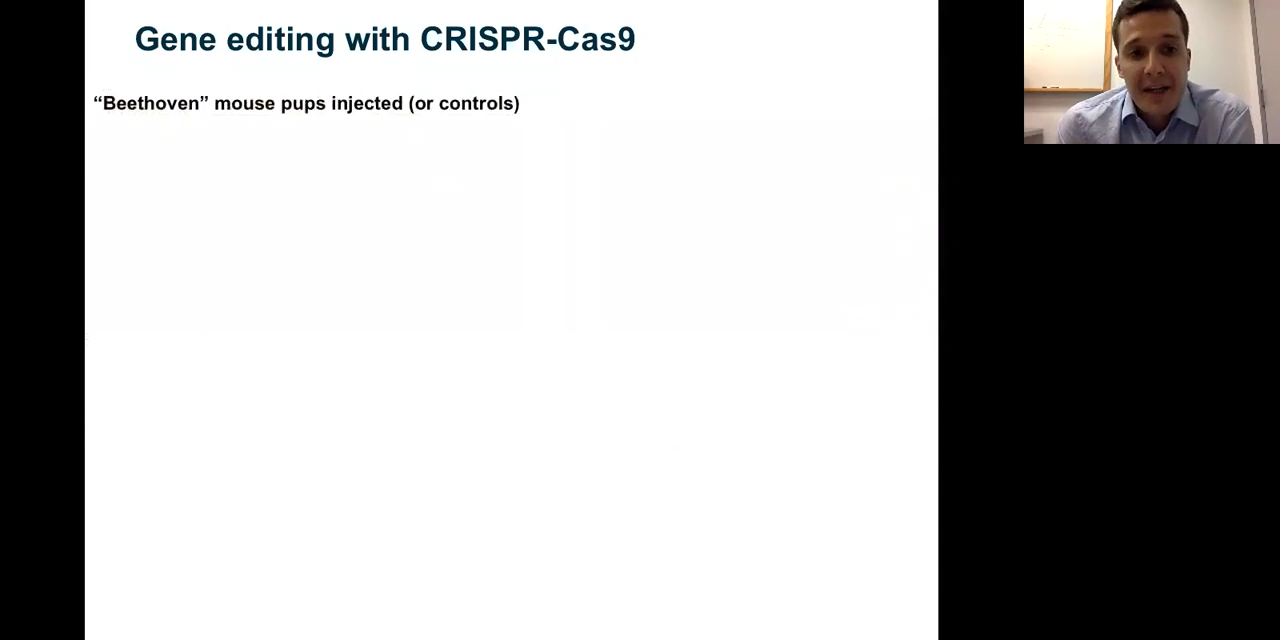 Gene editing with CRISPR-Cas9
“Beethoven” mouse pups injected (or controls)